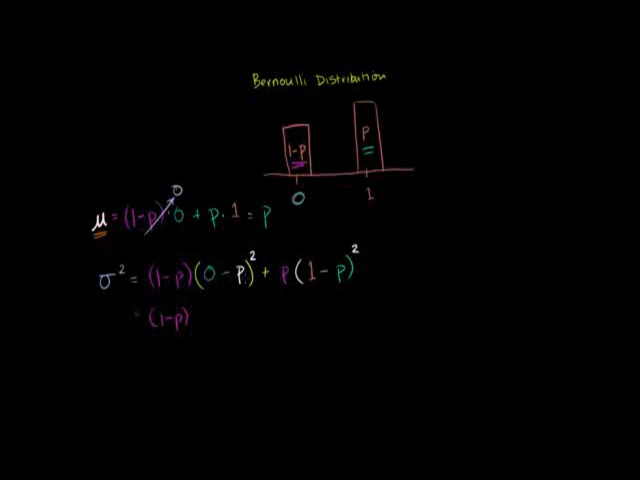 Bernoulli Distribution
1-p p
0 1
0
μ = (1-p)·0 + p·1 = p
σ² = (1-p)(0-p)² + p(1-p)²
= (1-p)